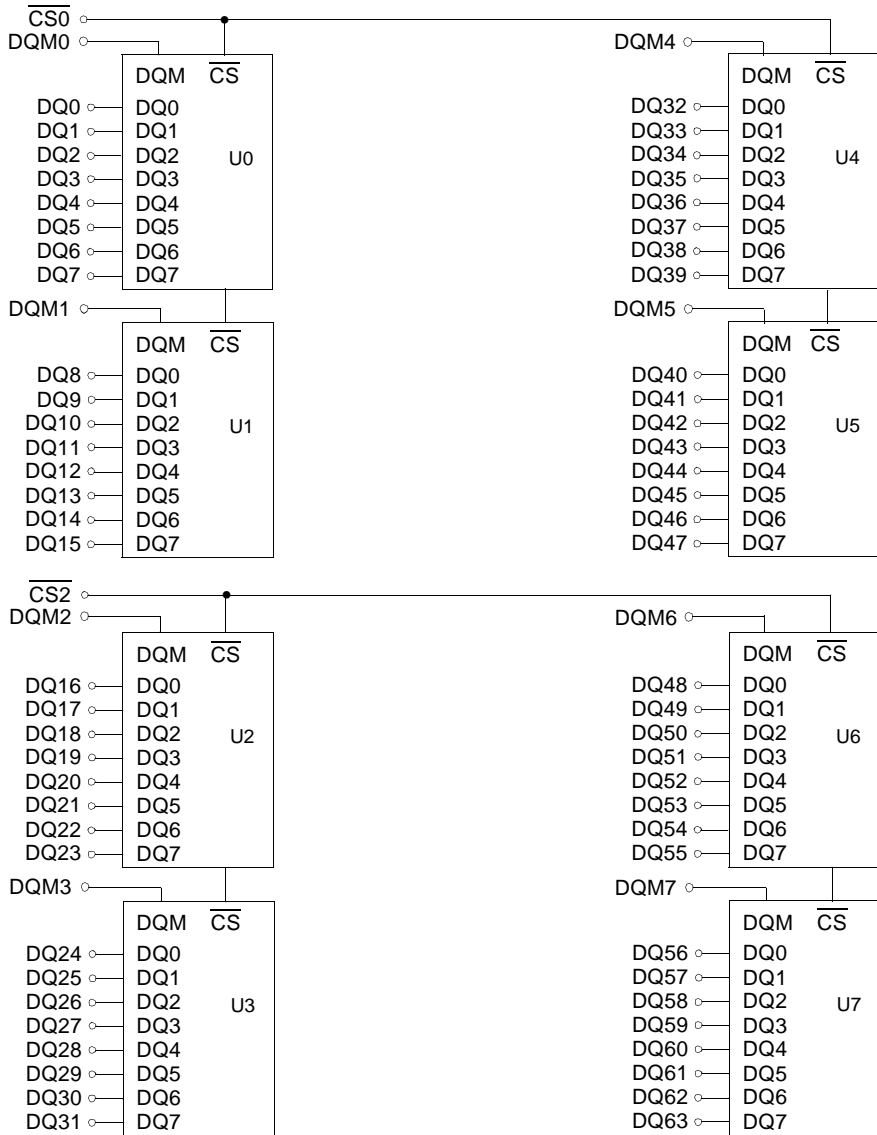 CS0
DQM0 DQM4
DQM CS DQM CS
DQ0 DQ0 DQ32 DQ0
DQ1 DQ1 DQ33 DQ1
DQ2 DQ2 U0 DQ34 DQ2 U4
DQ3 DQ3 DQ35 DQ3
DQ4 DQ4 DQ36 DQ4
DQ5 DQ5 DQ37 DQ5
DQ6 DQ6 DQ38 DQ6
DQ7 DQ7 DQ39 DQ7
DQM1 DQM5
DQM CS DQM CS
DQ8 DQ0 DQ40 DQ0
DQ9 DQ1 DQ41 DQ1
DQ10 DQ2 U1 DQ42 DQ2 U5
DQ11 DQ3 DQ43 DQ3
DQ12 DQ4 DQ44 DQ4
DQ13 DQ5 DQ45 DQ5
DQ14 DQ6 DQ46 DQ6
DQ15 DQ7 DQ47 DQ7
CS2
DQM2 DQM6
DQM CS DQM CS
DQ16 DQ0 DQ48 DQ0
DQ17 DQ1 DQ49 DQ1
DQ18 DQ2 U2 DQ50 DQ2 U6
DQ19 DQ3 DQ51 DQ3
DQ20 DQ4 DQ52 DQ4
DQ21 DQ5 DQ53 DQ5
DQ22 DQ6 DQ54 DQ6
DQ23 DQ7 DQ55 DQ7
DQM3 DQM7
DQM CS DQM CS
DQ24 DQ0 DQ56 DQ0
DQ25 DQ1 DQ57 DQ1
DQ26 DQ2 U3 DQ58 DQ2 U7
DQ27 DQ3 DQ59 DQ3
DQ28 DQ4 DQ60 DQ4
DQ29 DQ5 DQ61 DQ5
DQ30 DQ6 DQ62 DQ6
DQ31 DQ7 DQ63 DQ7